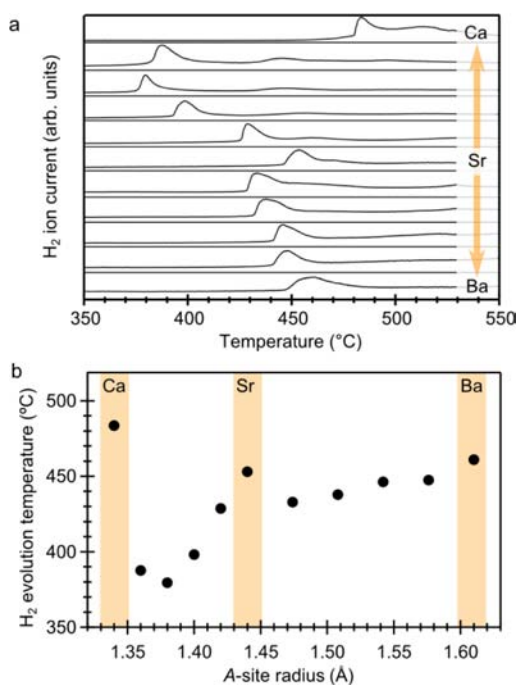 a
H₂ ion current (arb. units)
Ca
Sr
Ba
350
400
450
500
550
Temperature (°C)
b
Ca
Sr
Ba
H₂ evolution temperature (ºC)
500
450
400
350
1.35
1.40
1.45
1.50
1.55
1.60
A-site radius (Å)